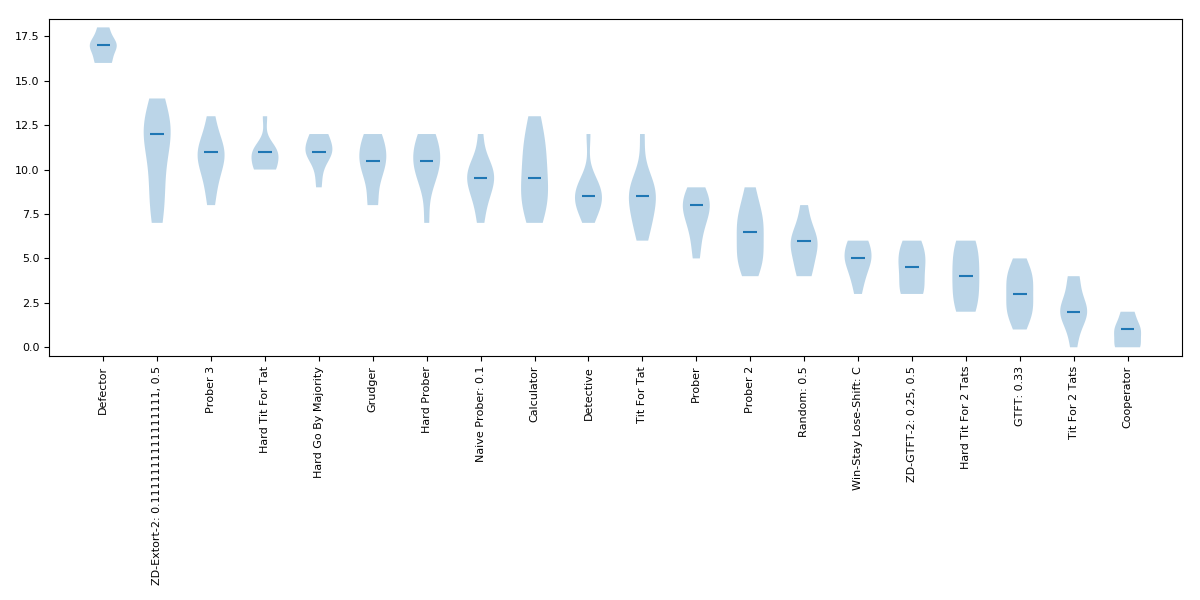 17.5
15.0
12.5
10.0
7.5
5.0
2.5
0.0
Defector
ZD-Extort-2: 0.1111111111111111, 0.5
Prober 3
Hard Tit For Tat
Hard Go By Majority
Grudger
Hard Prober
Naive Prober: 0.1
Calculator
Detective
Tit For Tat
Prober
Prober 2
Random: 0.5
Win-Stay Lose-Shift: C
ZD-GTFT-2: 0.25, 0.5
Hard Tit For 2 Tats
GTFT: 0.33
Tit For 2 Tats
Cooperator